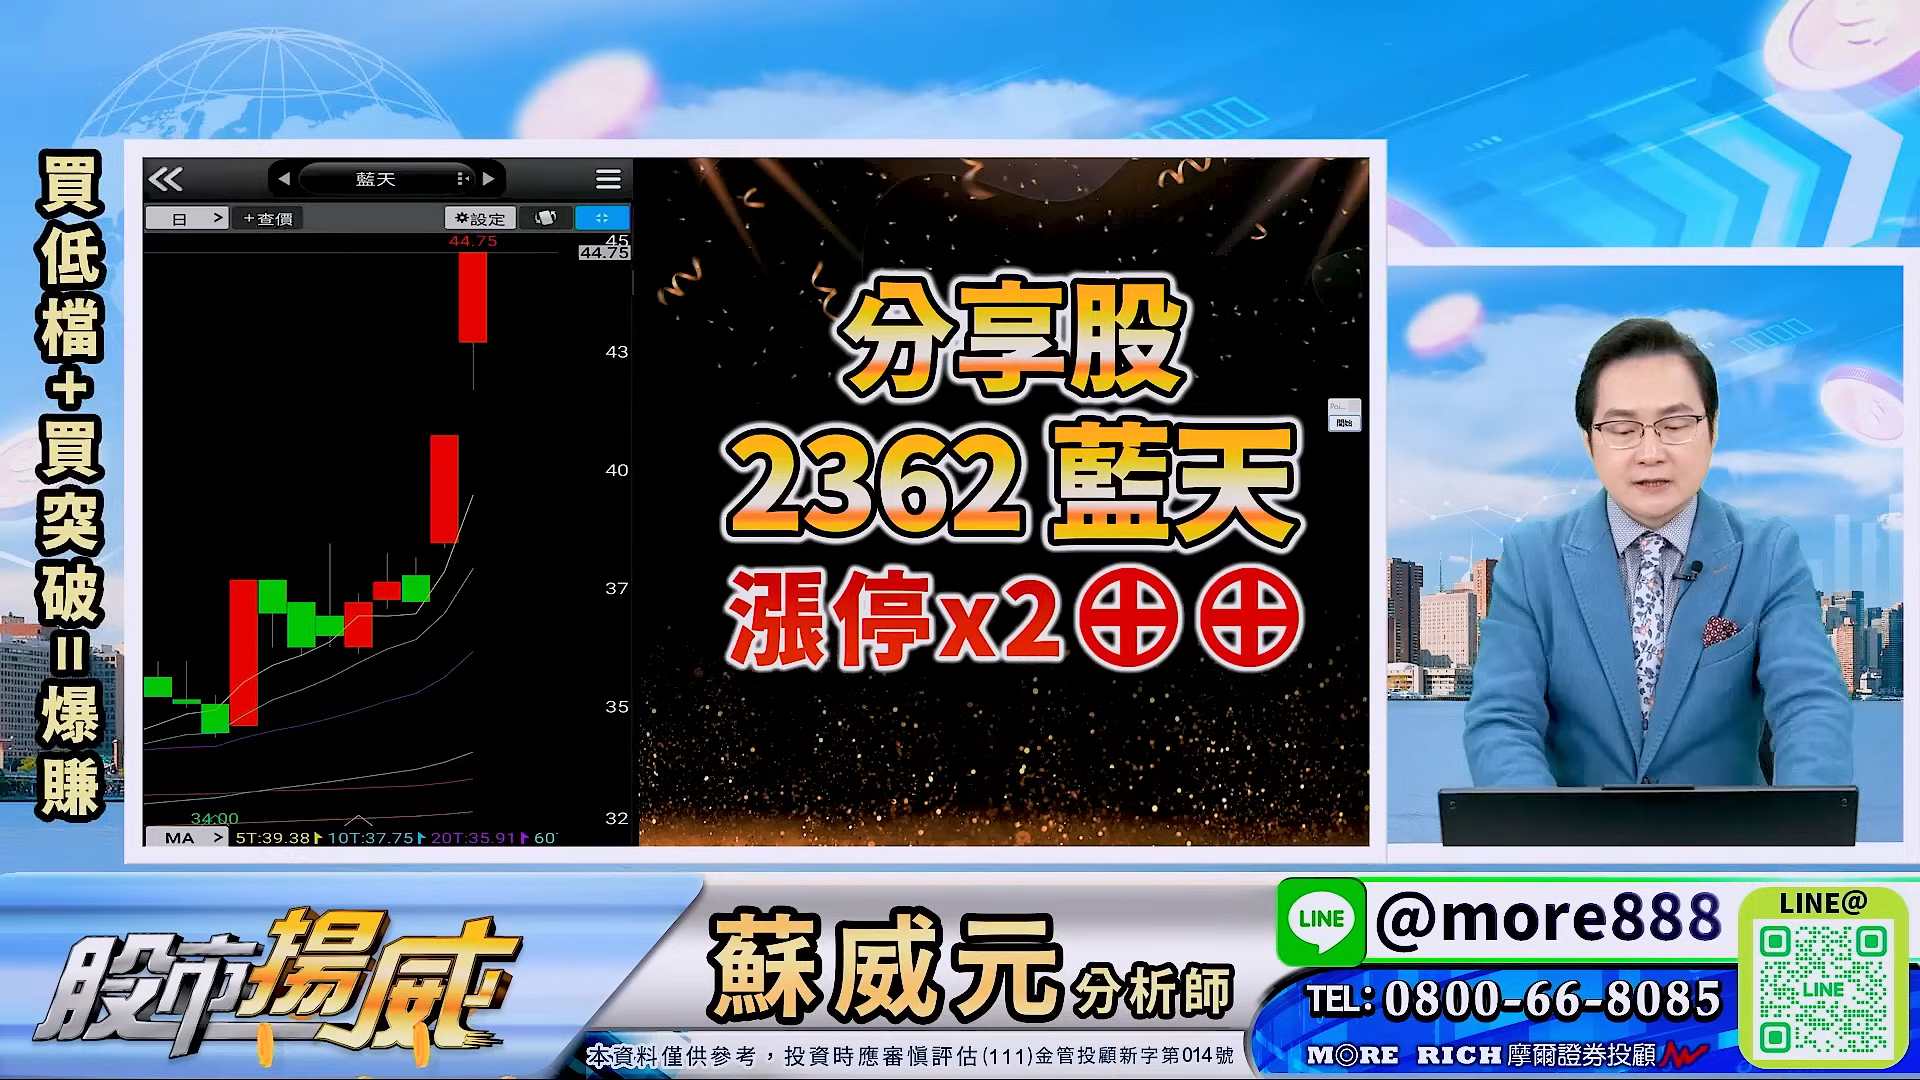 買低檔+買突破=爆賺
藍天
日 >
+查價
設定
44.75
45
44.75
43
40
37
35
32
34.00
MA >
5T:39.38 10T:37.75 20T:35.91 60
分享股
2362 藍天
漲停x2
開始
股市揚威
蘇威元 分析師
本資料僅供參考，投資時應審慎評估(111)金管投顧新字第014號
LINE
@more888
TEL:0800-66-8085
MORE RICH 摩爾證券投顧
LINE@
LINE